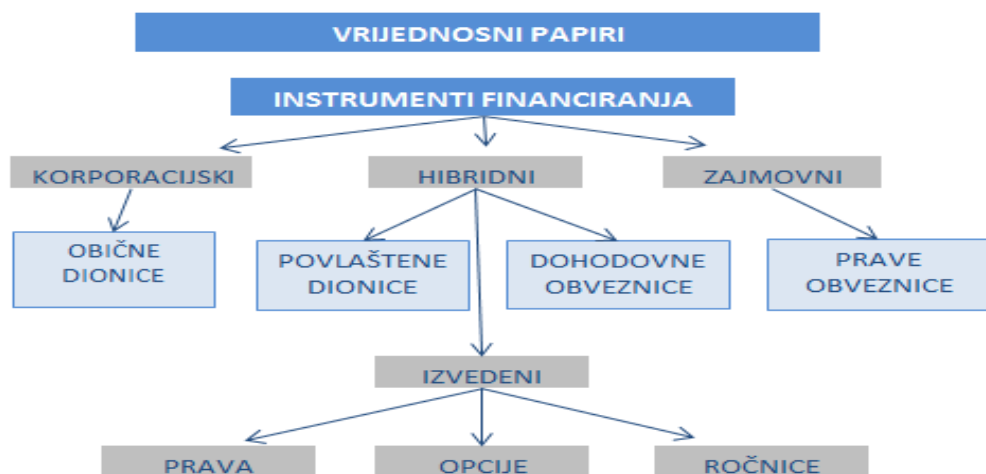 VRIJEDNOSNI PAPIRI
INSTRUMENTI FINANCIRANJA
KORPORACIJSKI
HIBRIDNI
ZAJMOVNI
OBIČNE
DIONICE
POVLAŠTENE
DIONICE
DOHODOVNE
OBVEZNICE
PRAVE
OBVEZNICE
IZVEDENI
PRAVA
OPCIJE
ROČNICE